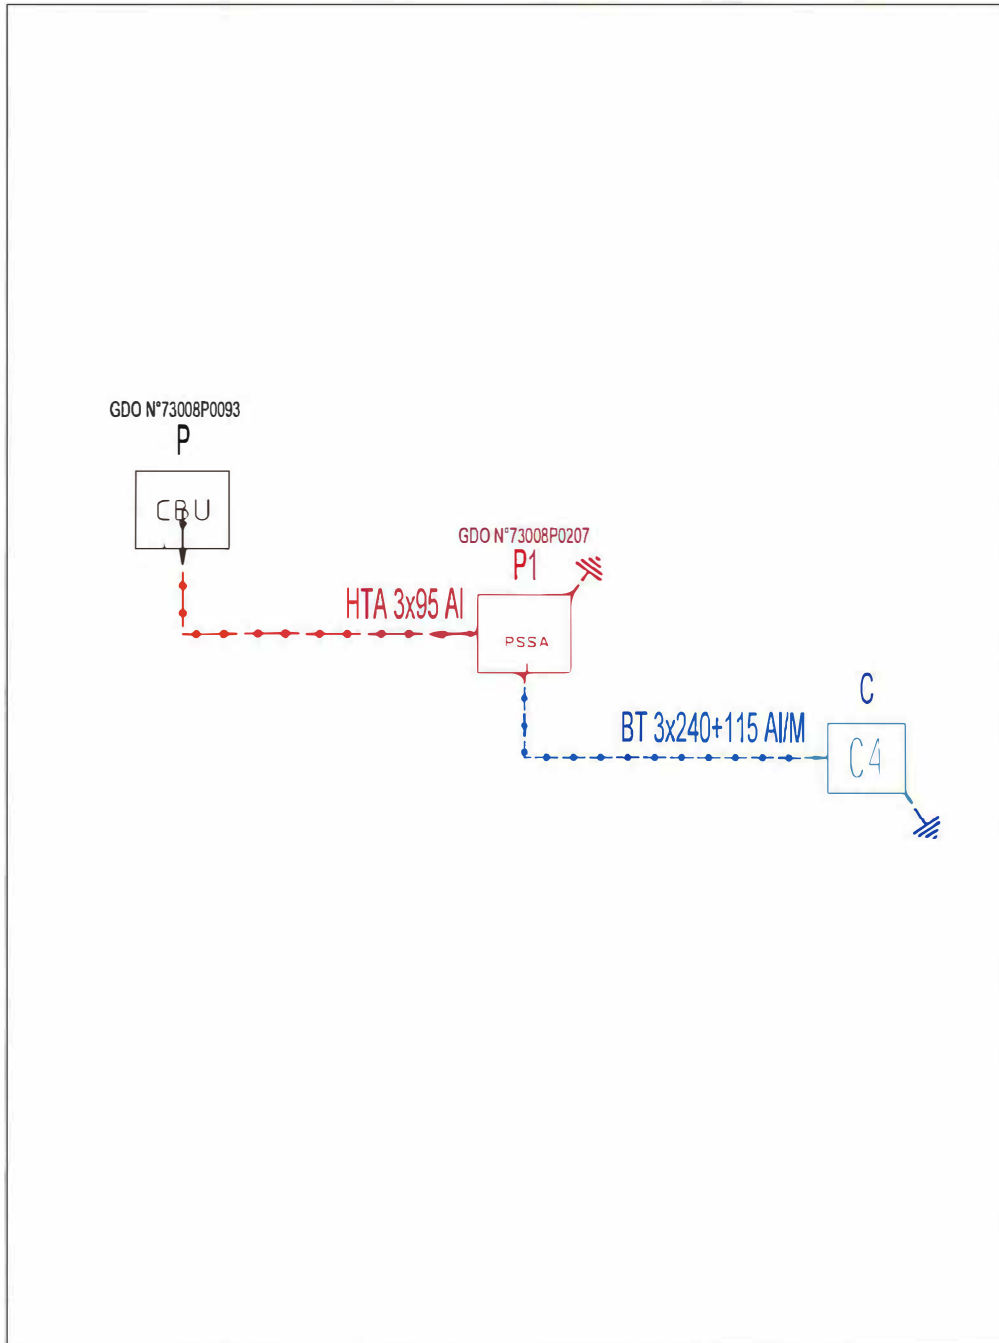 GDO N°73008P0093
P
CBU
GDO N°73008P0207
P1
HTA 3x95 Al
PSSA
C
BT 3x240+115 Al/M
C4